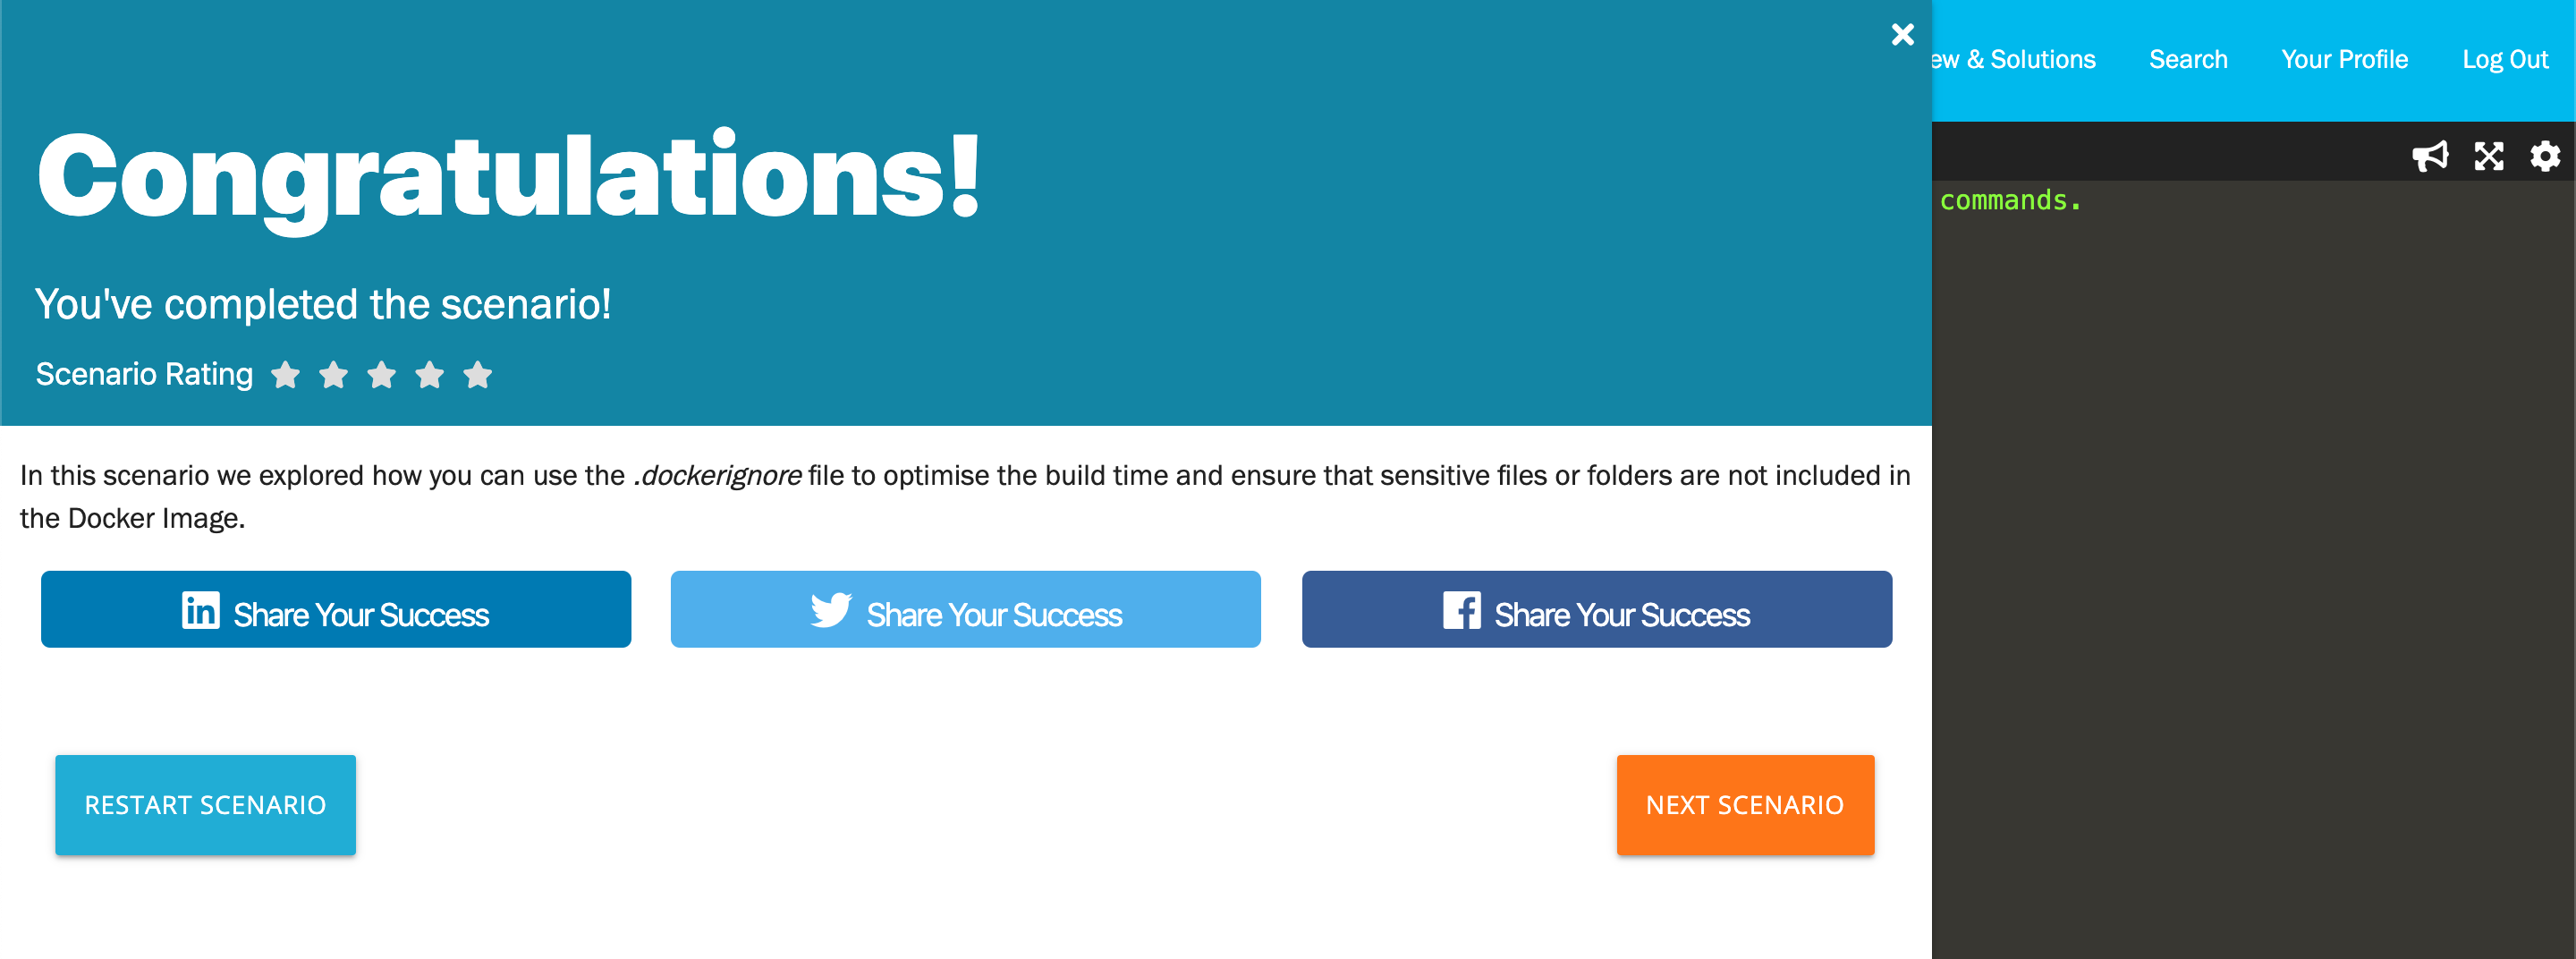 ew & Solutions Search Your Profile Log Out
commands.
Congratulations!
You've completed the scenario!
Scenario Rating
In this scenario we explored how you can use the .dockerignore file to optimise the build time and ensure that sensitive files or folders are not included in
the Docker Image.
in Share Your Success
Share Your Success
f Share Your Success
RESTART SCENARIO
NEXT SCENARIO